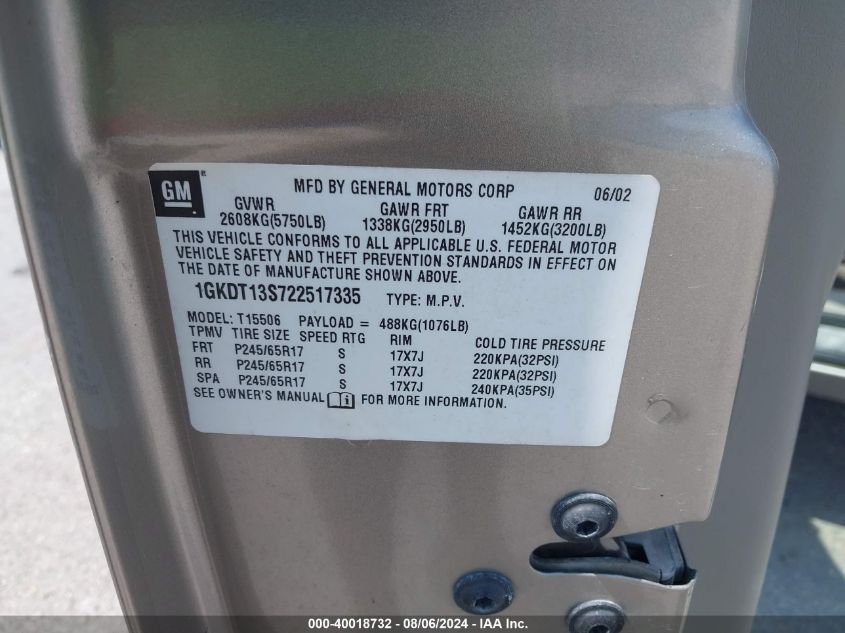 GM ®
MFD BY GENERAL MOTORS CORP 06/02
GVWR GAWR FRT GAWR RR
2608KG(5750LB) 1338KG(2950LB) 1452KG(3200LB)
THIS VEHICLE CONFORMS TO ALL APPLICABLE U.S. FEDERAL MOTOR
VEHICLE SAFETY AND THEFT PREVENTION STANDARDS IN EFFECT ON
THE DATE OF MANUFACTURE SHOWN ABOVE.
1GKDT13S722517335 TYPE: M.P.V.
MODEL: T15506 PAYLOAD = 488KG(1076LB)
TPMV TIRE SIZE SPEED RTG RIM COLD TIRE PRESSURE
FRT P245/65R17 S 17X7J 220KPA(32PSI)
RR P245/65R17 S 17X7J 220KPA(32PSI)
SPA P245/65R17 S 17X7J 240KPA(35PSI)
SEE OWNER'S MANUAL i FOR MORE INFORMATION.
000-40018732 - 08/06/2024 - IAA Inc.